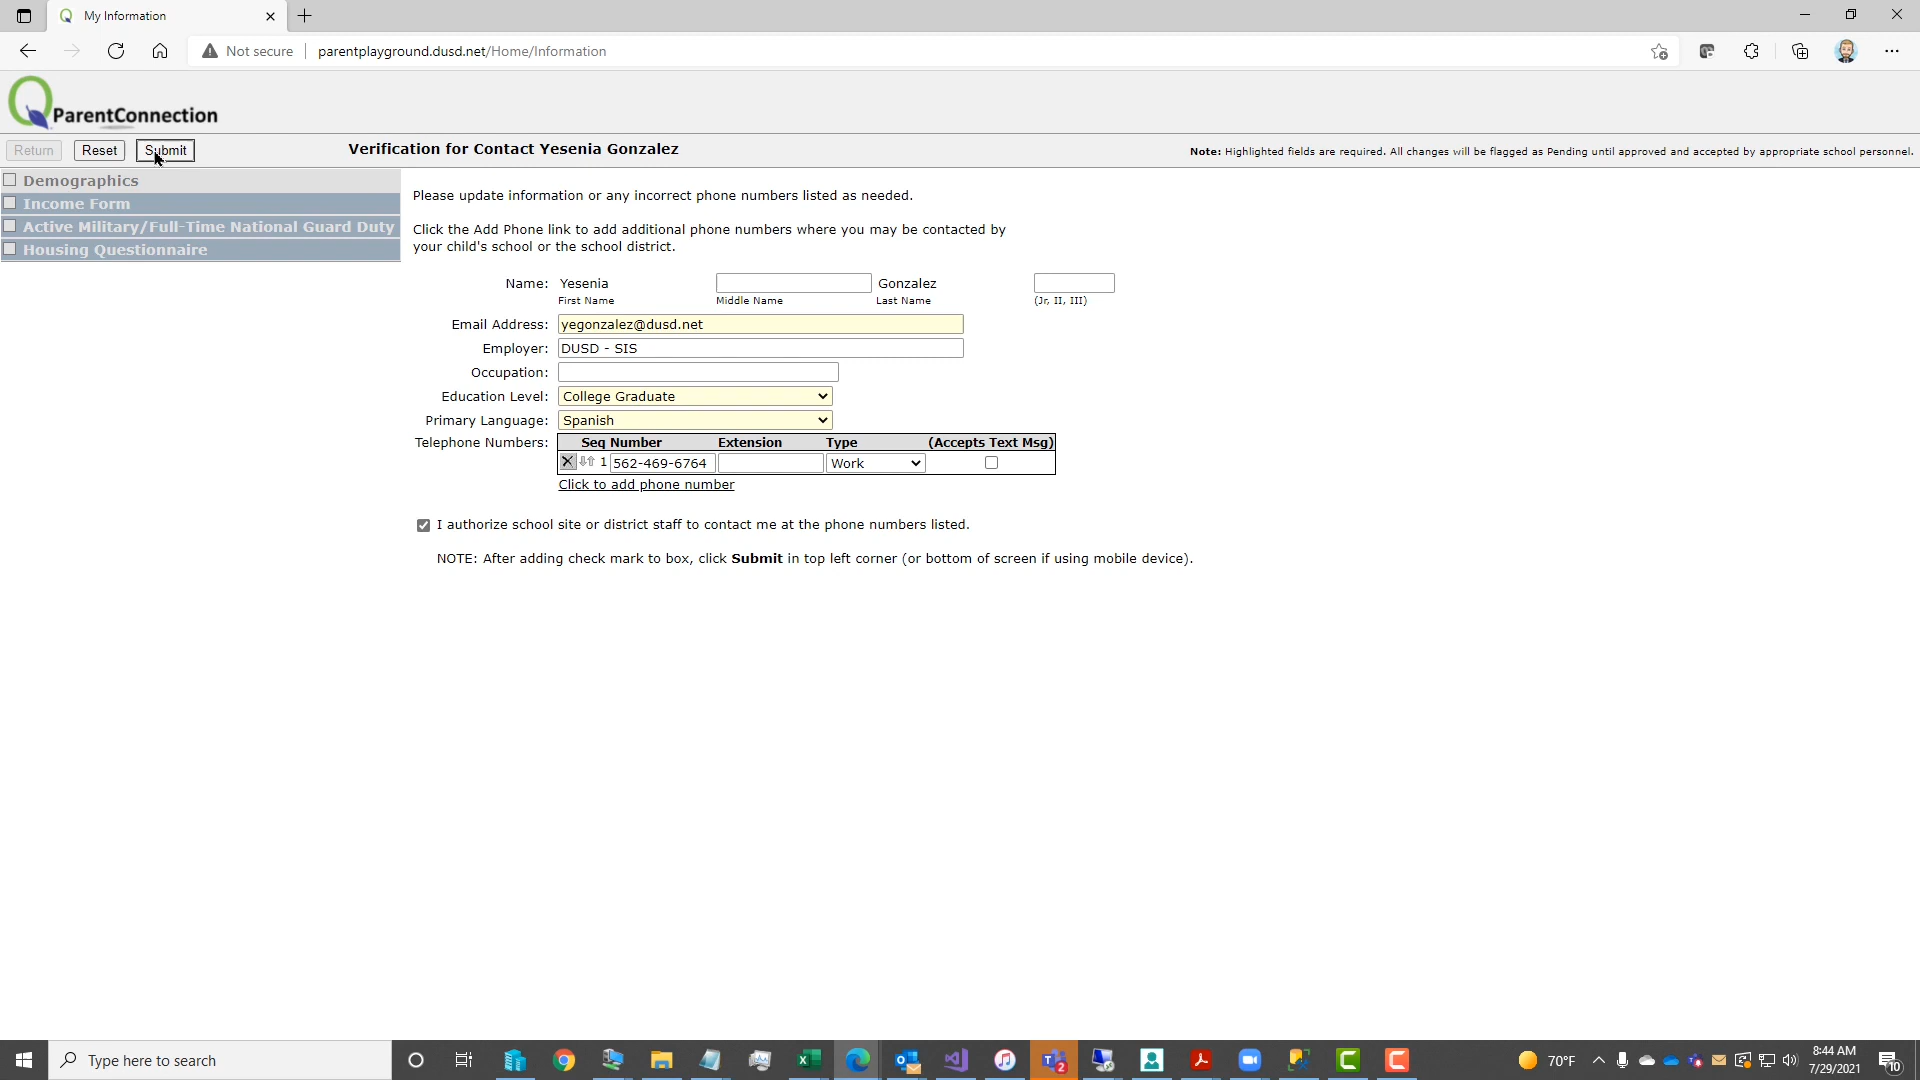 My Information
Not secure
parentplayground.dusd.net/Home/Information
ParentConnection
Return
Reset
Submit
Verification for Contact Yesenia Gonzalez
Note: Highlighted fields are required. All changes will be flagged as Pending until approved and accepted by appropriate school personnel.
Demographics
Income Form
Active Military/Full-Time National Guard Duty
Housing Questionnaire
Please update information or any incorrect phone numbers listed as needed.
Click the Add Phone link to add additional phone numbers where you may be contacted by
your child's school or the school district.
Name: Yesenia Gonzalez
First Name Middle Name Last Name (Jr, II, III)
Email Address: yegonzalez@dusd.net
Employer: DUSD - SIS
Occupation:
Education Level: College Graduate
Primary Language: Spanish
Telephone Numbers: Seq Number Extension Type (Accepts Text Msg)
1 562-469-6764 Work
Click to add phone number
I authorize school site or district staff to contact me at the phone numbers listed.
NOTE: After adding check mark to box, click Submit in top left corner (or bottom of screen if using mobile device).
Type here to search
2
70°F
8:44 AM
7/29/2021
10